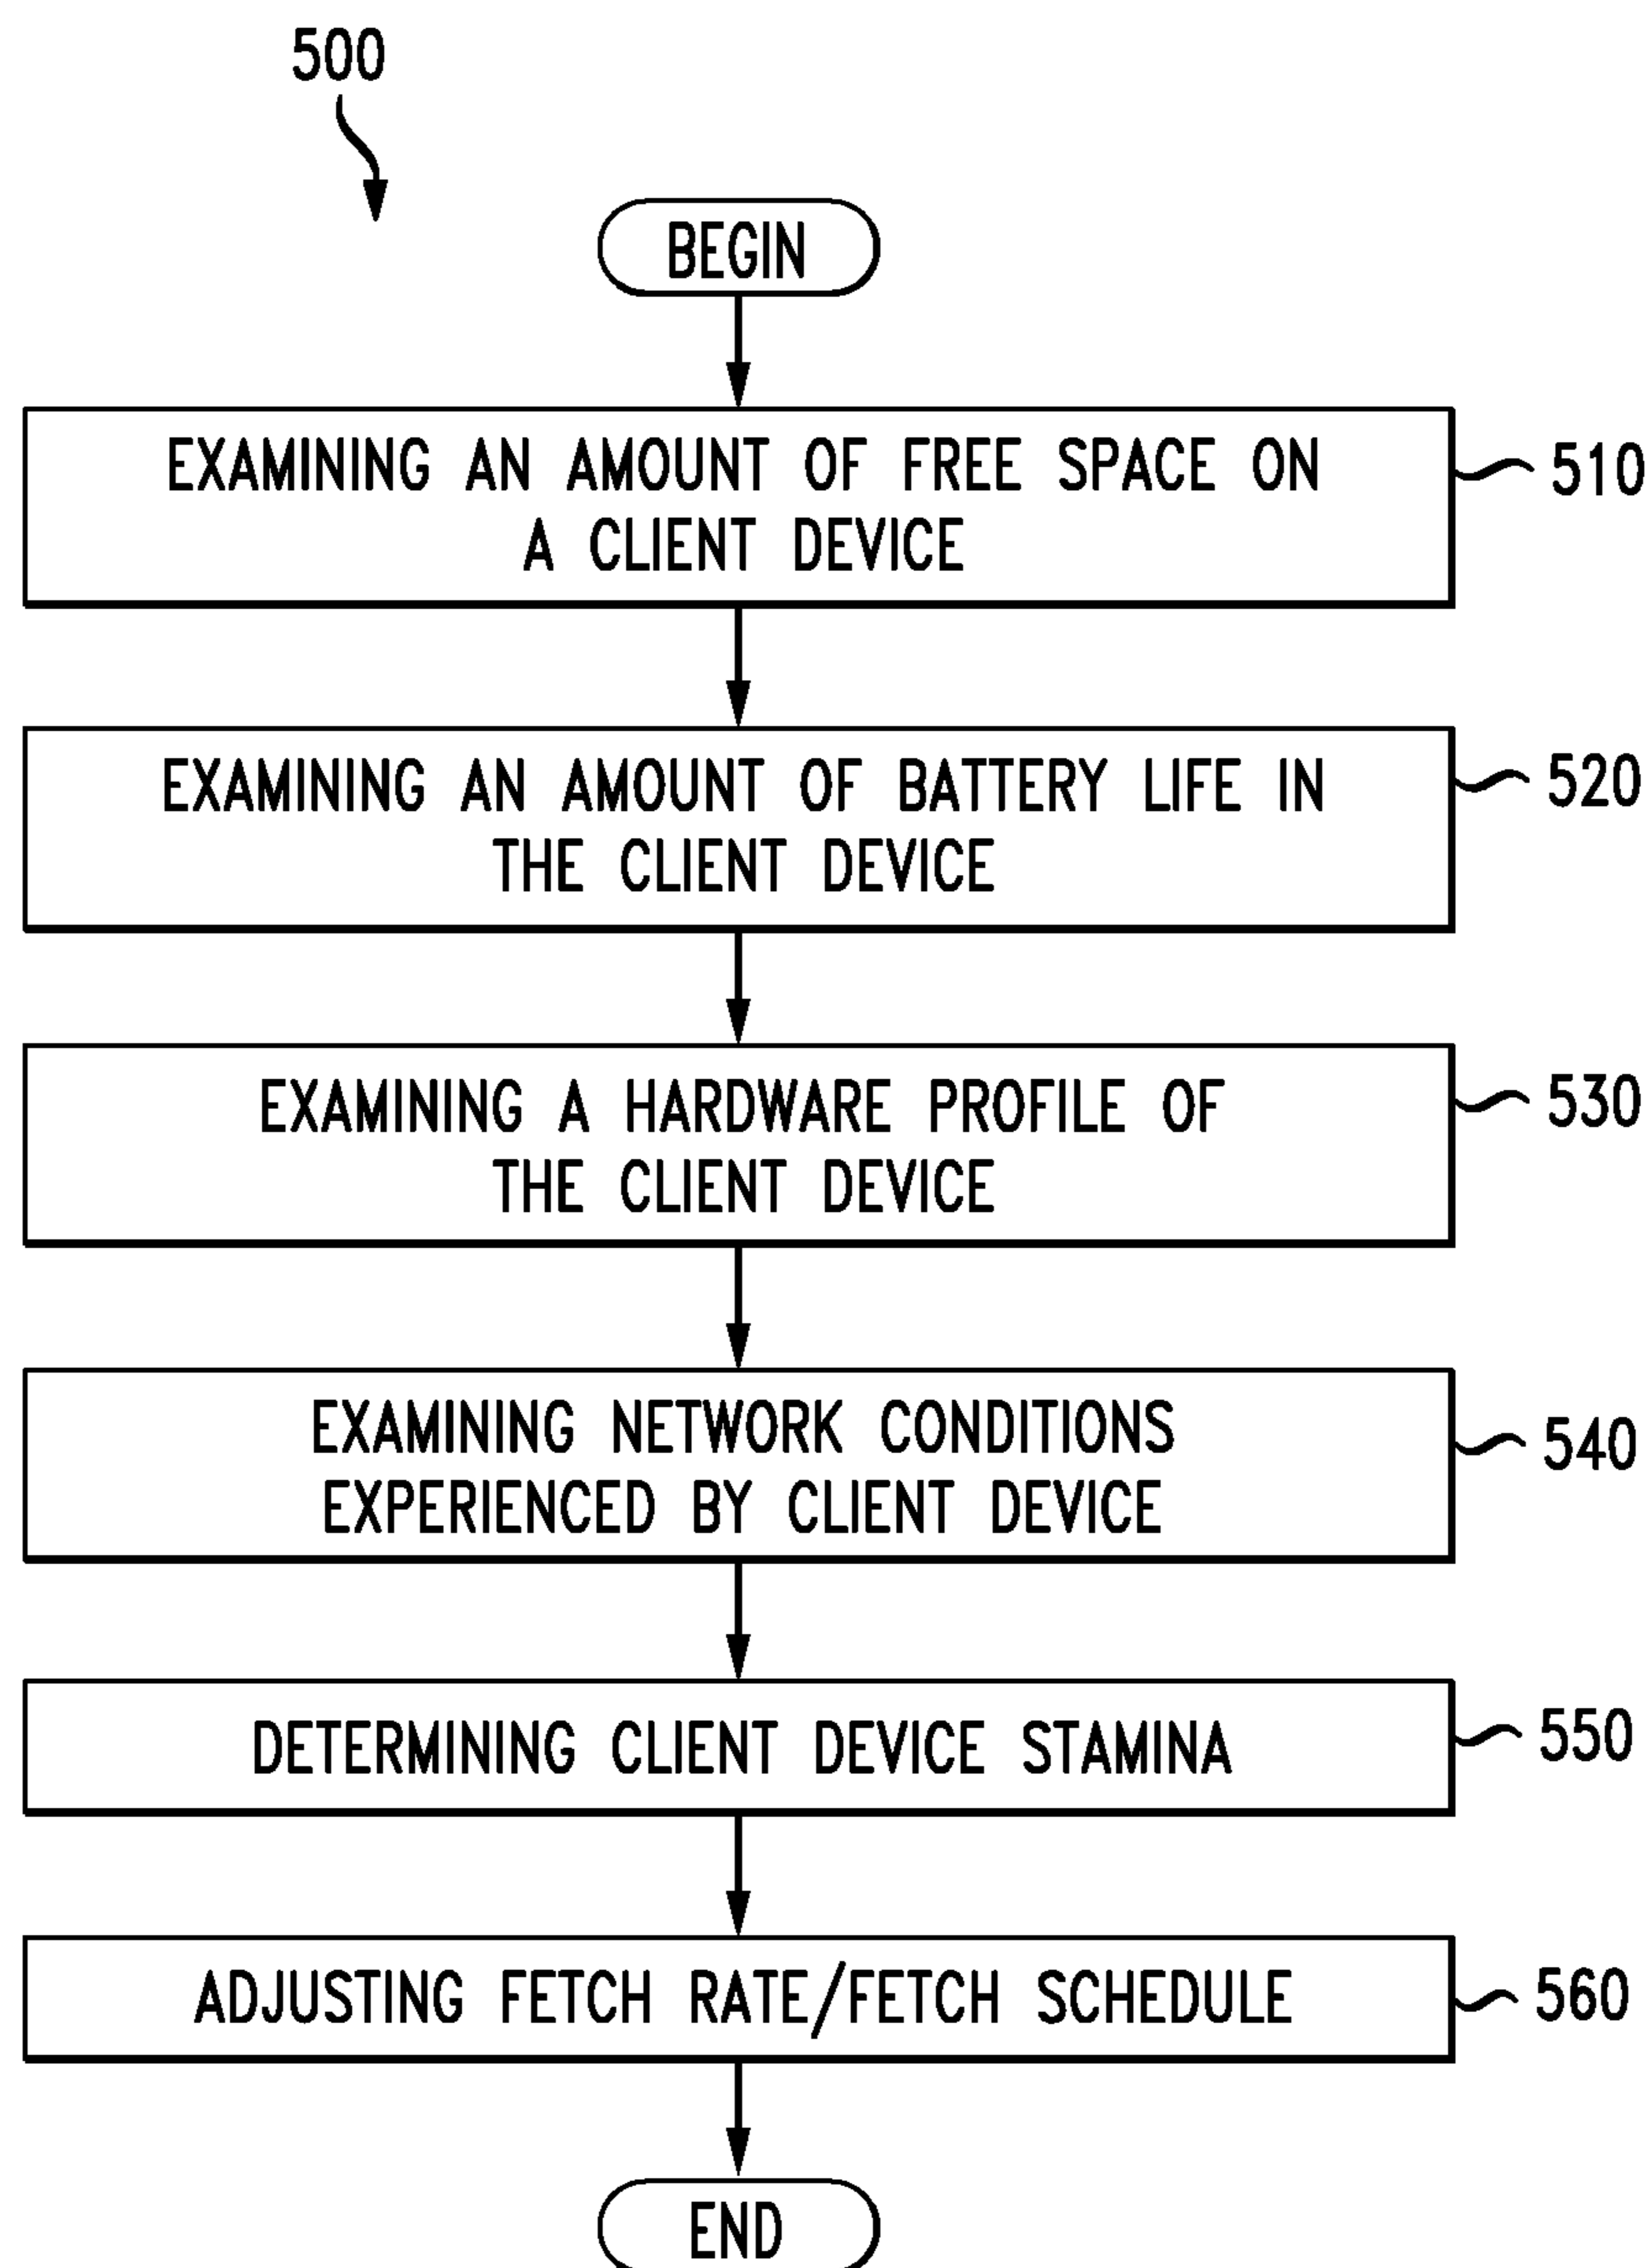 500
BEGIN
EXAMINING AN AMOUNT OF FREE SPACE ON
A CLIENT DEVICE
510
EXAMINING AN AMOUNT OF BATTERY LIFE IN
THE CLIENT DEVICE
520
EXAMINING A HARDWARE PROFILE OF
THE CLIENT DEVICE
530
EXAMINING NETWORK CONDITIONS
EXPERIENCED BY CLIENT DEVICE
540
DETERMINING CLIENT DEVICE STAMINA
550
ADJUSTING FETCH RATE/FETCH SCHEDULE
560
END